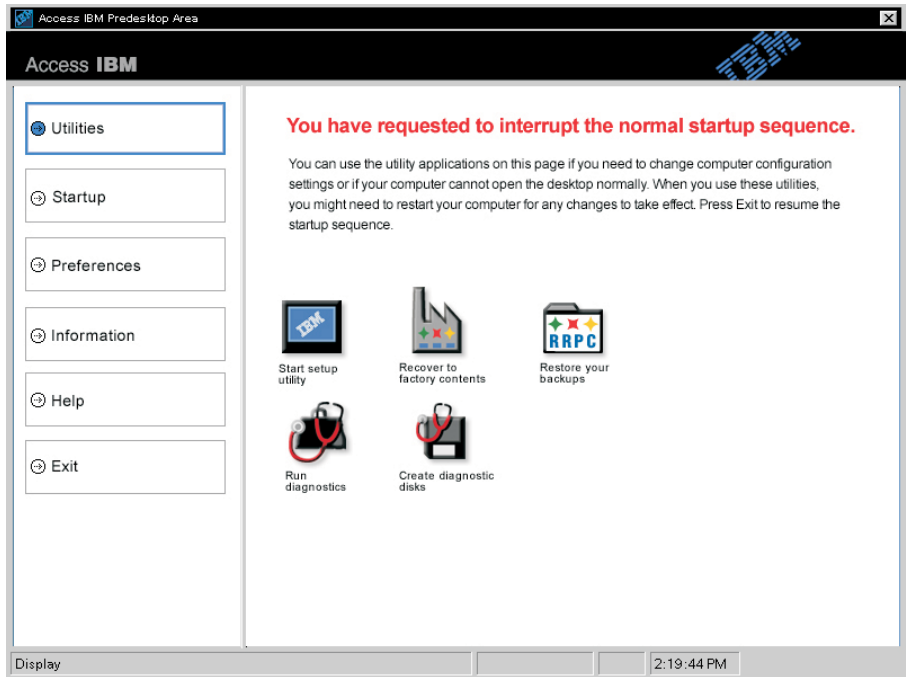 Access IBM Predesktop Area
Access IBM
IBM
Utilities
Startup
Preferences
Information
Help
Exit
You have requested to interrupt the normal startup sequence.
You can use the utility applications on this page if you need to change computer configuration
settings or if your computer cannot open the desktop normally. When you use these utilities,
you might need to restart your computer for any changes to take effect. Press Exit to resume the
startup sequence.
IBM
Start setup
utility
Recover to
factory contents
RRPC
Restore your
backups
Run
diagnostics
Create diagnostic
disks
Display
2:19:44 PM